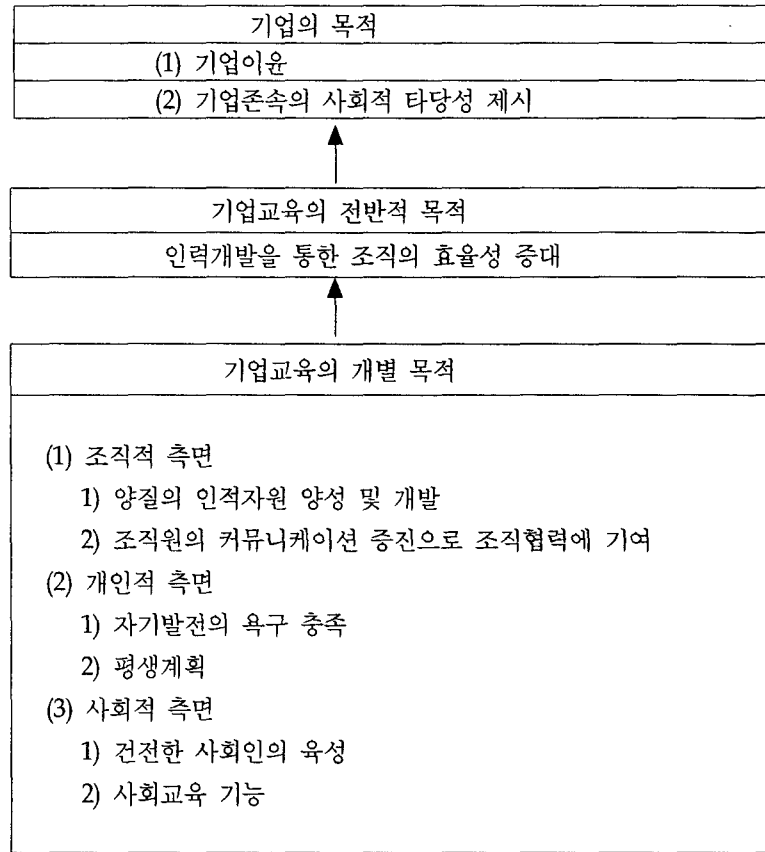 기업의 목적
(1) 기업이윤
(2) 기업존속의 사회적 타당성 제시
기업교육의 전반적 목적
인력개발을 통한 조직의 효율성 증대
기업교육의 개별 목적
(1) 조직적 측면
1) 양질의 인적자원 양성 및 개발
2) 조직원의 커뮤니케이션 증진으로 조직협력에 기여
(2) 개인적 측면
1) 자기발전의 욕구 충족
2) 평생계획
(3) 사회적 측면
1) 건전한 사회인의 육성
2) 사회교육 기능